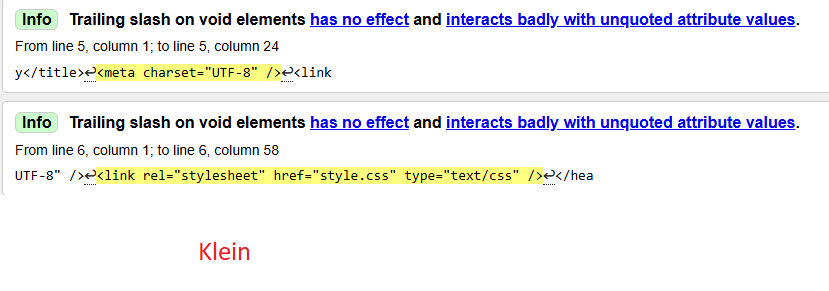 Info Trailing slash on void elements has no effect and interacts badly with unquoted attribute values.
From line 5, column 1; to line 5, column 24
y</title>↩<meta charset="UTF-8" />↩<link
Info Trailing slash on void elements has no effect and interacts badly with unquoted attribute values.
From line 6, column 1; to line 6, column 58
UTF-8" />↩<link rel="stylesheet" href="style.css" type="text/css" />↩</hea
Klein